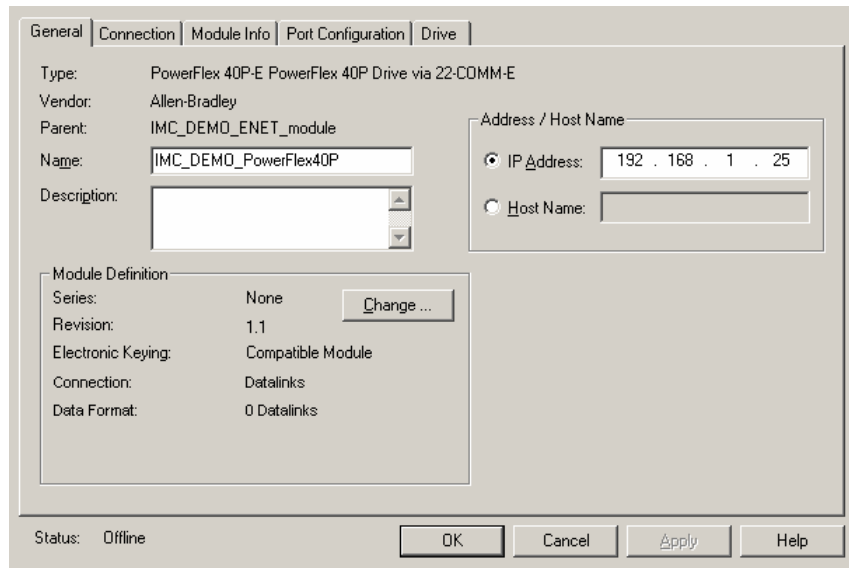 General Connection Module Info Port Configuration Drive
Type: PowerFlex 40P-E PowerFlex 40P Drive via 22-COMM-E
Vendor: Allen-Bradley
Parent: IMC_DEMO_ENET_module
Name: IMC_DEMO_PowerFlex40P
Description:
Address / Host Name
IP Address: 192 . 168 . 1 . 25
Host Name:
Module Definition
Series: None Change ...
Revision: 1.1
Electronic Keying: Compatible Module
Connection: Datalinks
Data Format: 0 Datalinks
Status: Offline OK Cancel Apply Help